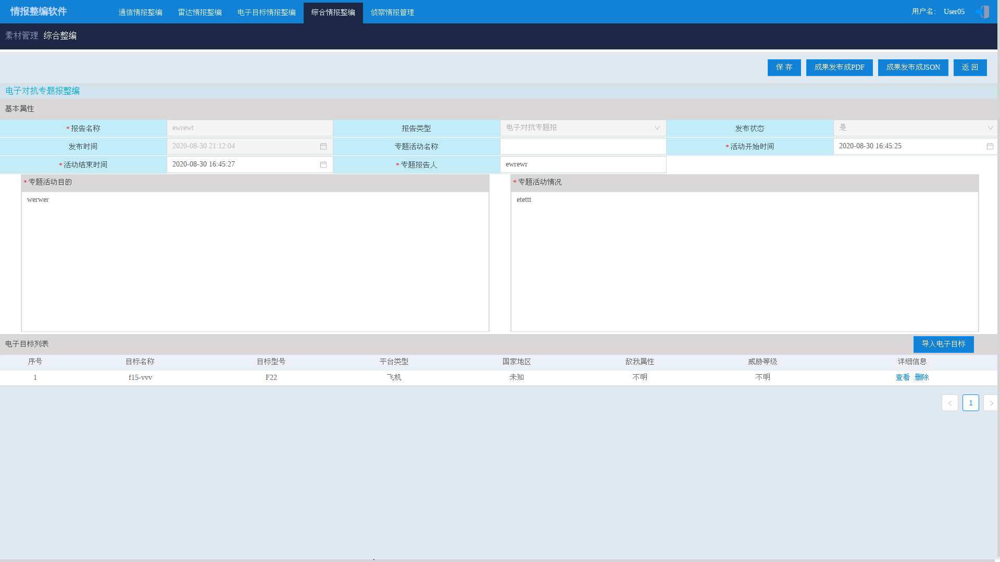 情报整编软件 通信情报整编 雷达情报整编 电子目标情报整编 综合情报整编 侦察情报管理 用户名： User05
素材管理 综合整编
保 存 成果发布成PDF 成果发布成JSON 返 回
电子对抗专题报整编
基本属性
* 报告名称 ewrewt 报告类型 电子对抗专题报 发布状态 是
发布时间 2020-08-30 21:12:04 专题活动名称 * 活动开始时间 2020-08-30 16:45:25
* 活动结束时间 2020-08-30 16:45:27 * 专题报告人 ewrewr
* 专题活动目的 * 专题活动情况
werwer etettt
电子目标列表 导入电子目标
序号 目标名称 目标型号 平台类型 国家地区 敌我属性 威胁等级 详细信息
1 f15-vvv F22 飞机 未知 不明 不明 查看 删除
< 1 >